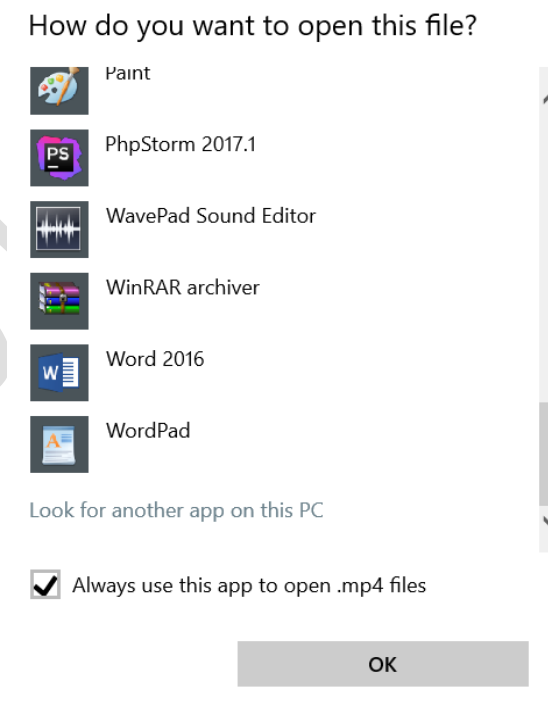 How do you want to open this file?
Paint
PS
PhpStorm 2017.1
WavePad Sound Editor
WinRAR archiver
W
Word 2016
A
WordPad
Look for another app on this PC
Always use this app to open .mp4 files
OK